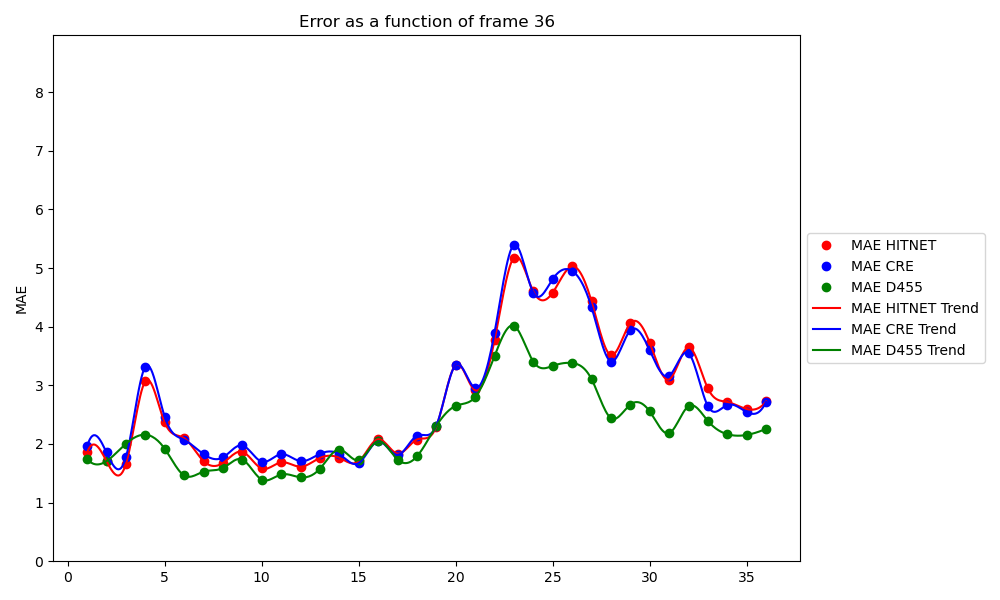 Error as a function of frame 36
MAE
8
7
6
5
4
3
2
1
0
0 5 10 15 20 25 30 35
MAE HITNET
MAE CRE
MAE D455
MAE HITNET Trend
MAE CRE Trend
MAE D455 Trend